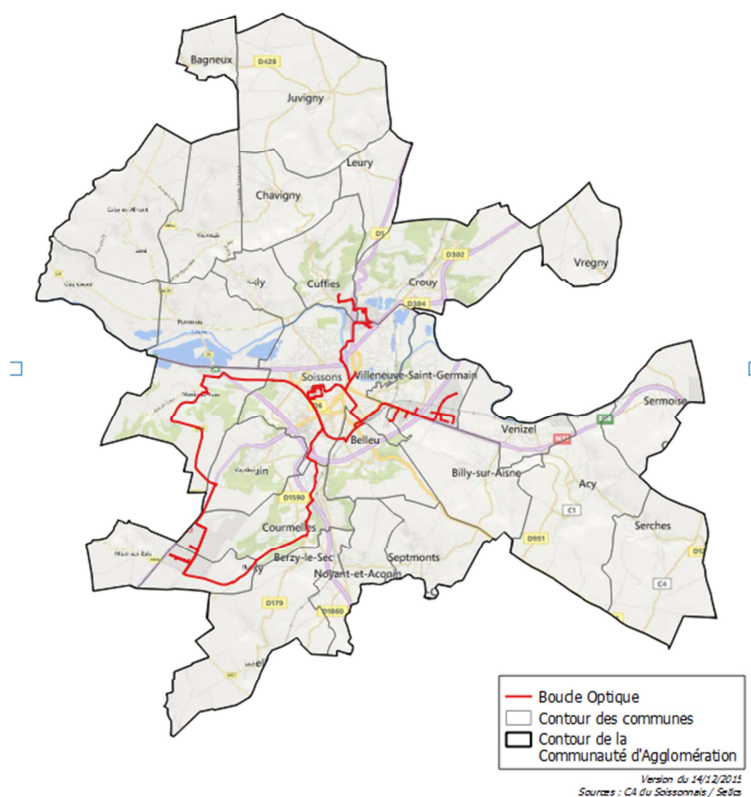 Bagneux
D428
Juvigny
Leury
Chavigny
D1
D302
Vregny
Cuffies
Crouy
D304
Soissons
Villeneuve-Saint-Germain
Sermoise
Venizel
Belleu
Billy-sur-Aisne
Acy
D1590
C1
Courmelles
Serches
D951
Berzy-le-Sec
Septmonts
Noyant-et-Aconin
C4
D179
D1860
Boucle Optique
Contour des communes
Contour de la
Communauté d'Agglomération
Version du 14/12/2015
Sources : CA du Soissonnais / Setics